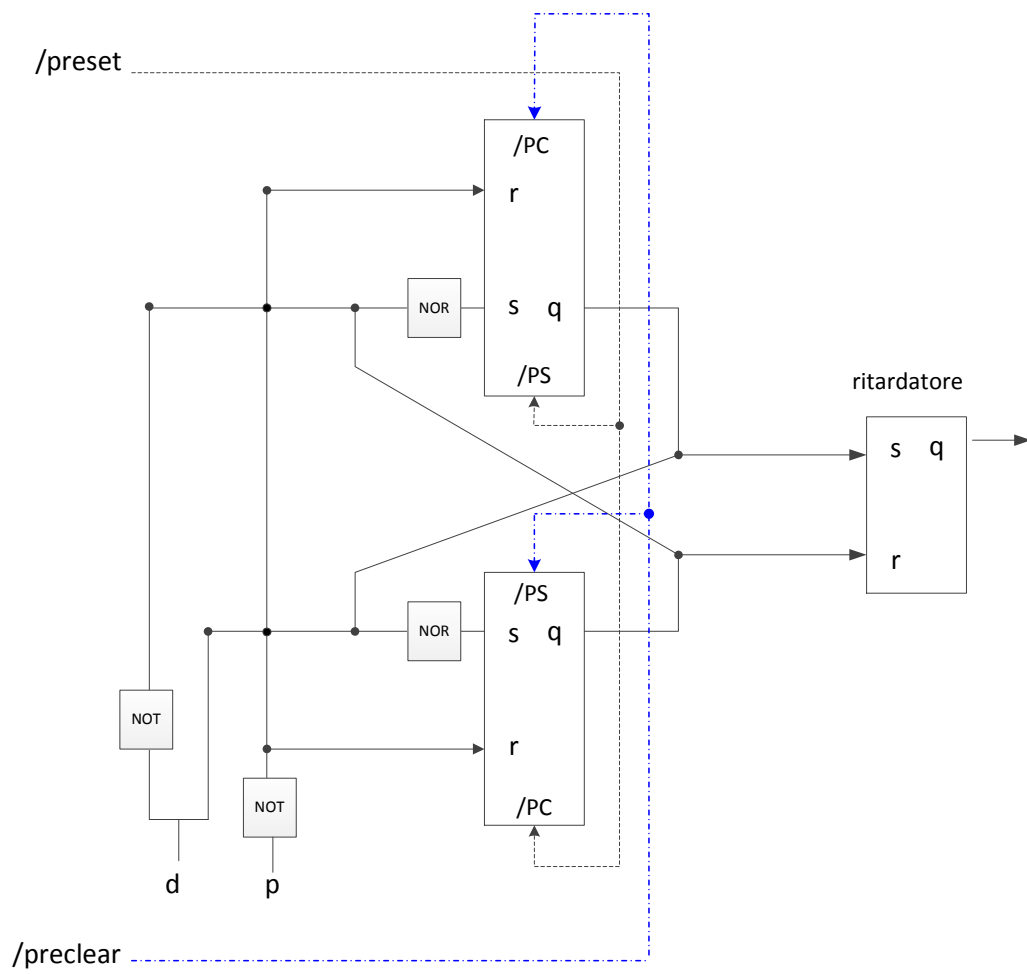 /preset
/PC
r
NOR
s q
/PS
ritardatore
s q
r
/PS
NOR
s q
NOT
r
NOT
/PC
d
p
/preclear